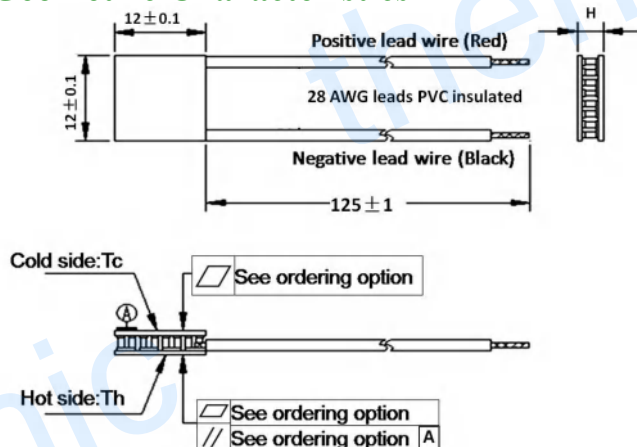 12±0.1
H
Positive lead wire (Red)
12±0.1
28 AWG leads PVC insulated
Negative lead wire (Black)
125±1
Cold side:Tc
See ordering option
A
Hot side:Th
See ordering option
// See ordering option A